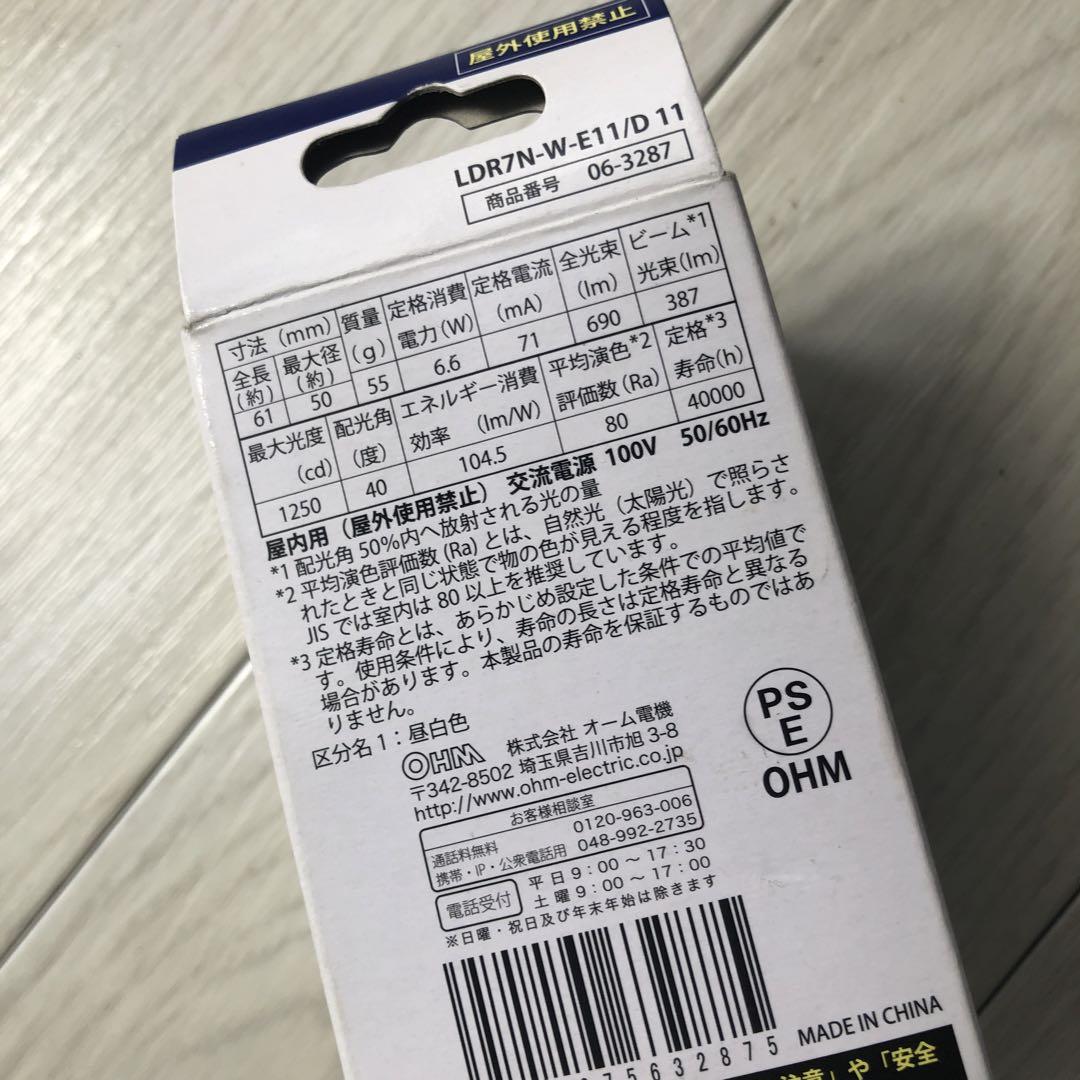 屋外使用禁止
LDR7N-W-E11/D 11
商品番号 06-3287
寸法（mm） 質量（g） 定格消費電力（W） 定格電流（mA） 全光束（lm） ビーム*1光束（lm）
全長（約） 最大径（約）
61 50 55 6.6 71 690 387
最大光度（cd） 配光角（度） エネルギー消費効率（lm/W） 平均演色*2評価数（Ra） 定格*3寿命（h）
1250 40 104.5 80 40000
屋内用（屋外使用禁止） 交流電源 100V 50/60Hz
*1 配光角 50%内へ放射される光の量
*2 平均演色評価数（Ra）とは、自然光（太陽光）で照らさ
れたときと同じ状態で物の色が見える程度を指します。
JIS では室内は 80 以上を推奨しています。
*3 定格寿命とは、あらかじめ設定した条件での平均値で
す。使用条件により、寿命の長さは定格寿命と異なる
場合があります。本製品の寿命を保証するものではあ
りません。
区分名 1：昼白色
OHM 株式会社 オーム電機
〒342-8502 埼玉県吉川市旭 3-8
http://www.ohm-electric.co.jp
PSE
OHM
お客様相談室
通話料無料 0120-963-006
携帯・IP・公衆電話用 048-992-2735
電話受付 平日 9：00 ～ 17：30
土曜 9：00 ～ 17：00
※日曜・祝日及び年末年始は除きます
75632875
MADE IN CHINA
注意」や「安全